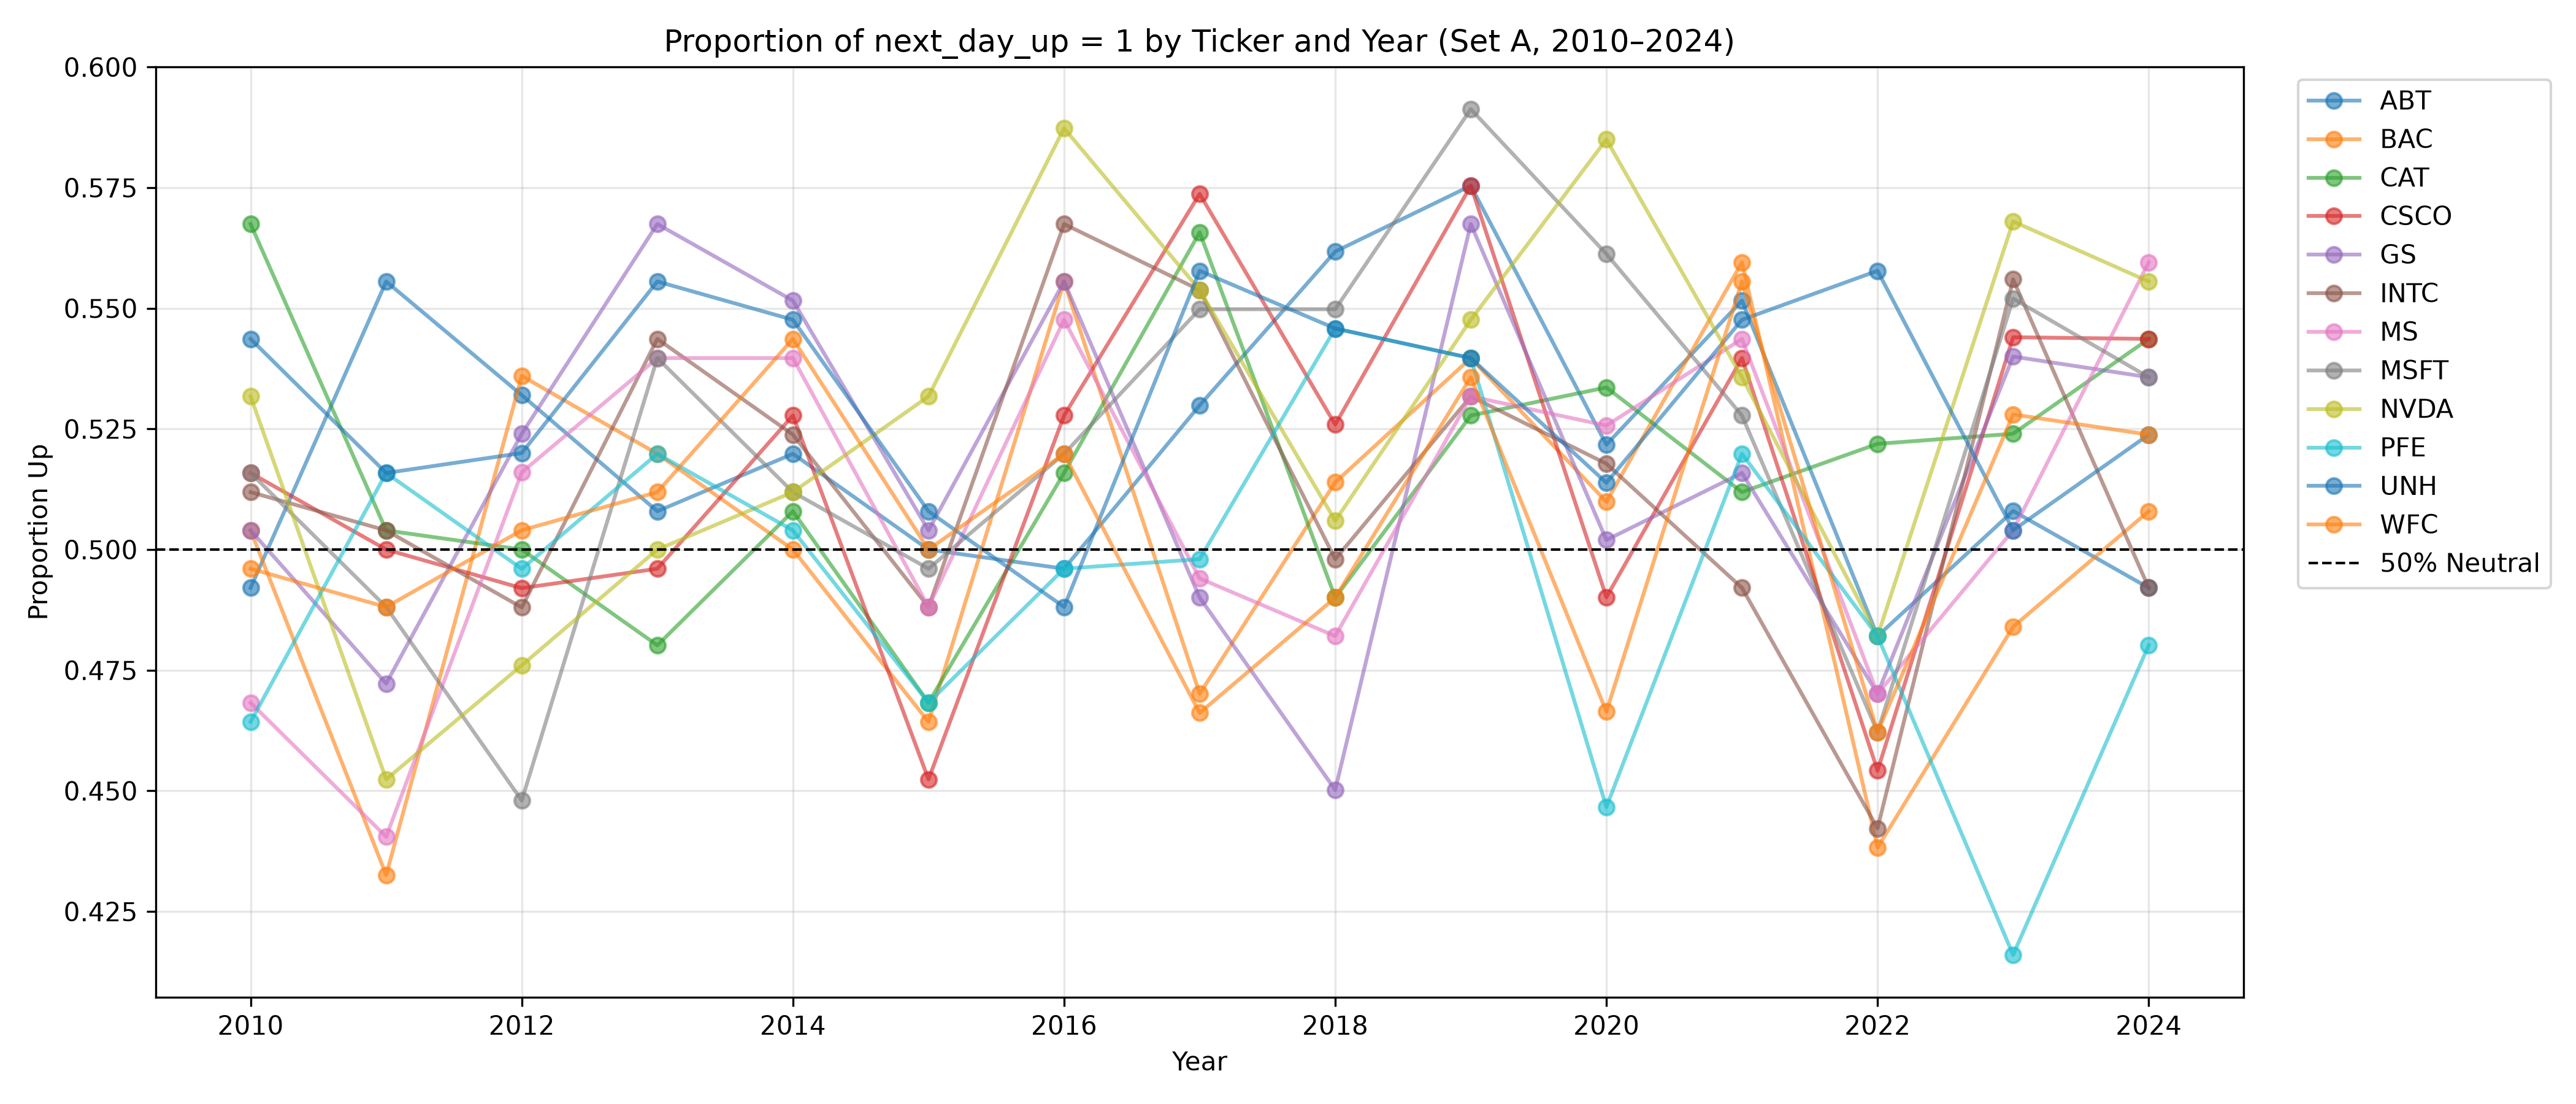 Proportion of next_day_up = 1 by Ticker and Year (Set A, 2010–2024)
Proportion Up
0.600
0.575
0.550
0.525
0.500
0.475
0.450
0.425
2010
2012
2014
2016
2018
2020
2022
2024
Year
ABT
BAC
CAT
CSCO
GS
INTC
MS
MSFT
NVDA
PFE
UNH
WFC
50% Neutral